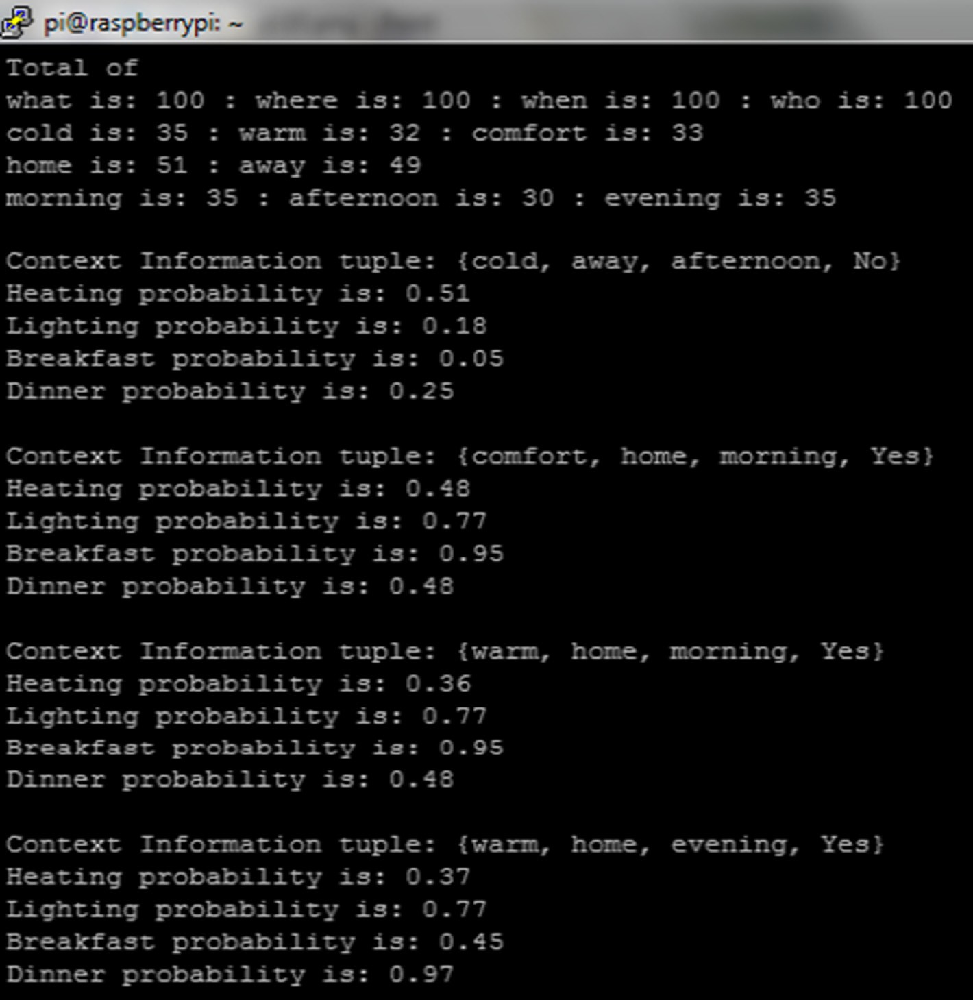 pi@raspberrypi: ~
Total of
what is: 100 : where is: 100 : when is: 100 : who is: 100
cold is: 35 : warm is: 32 : comfort is: 33
home is: 51 : away is: 49
morning is: 35 : afternoon is: 30 : evening is: 35
Context Information tuple: {cold, away, afternoon, No}
Heating probability is: 0.51
Lighting probability is: 0.18
Breakfast probability is: 0.05
Dinner probability is: 0.25
Context Information tuple: {comfort, home, morning, Yes}
Heating probability is: 0.48
Lighting probability is: 0.77
Breakfast probability is: 0.95
Dinner probability is: 0.48
Context Information tuple: {warm, home, morning, Yes}
Heating probability is: 0.36
Lighting probability is: 0.77
Breakfast probability is: 0.95
Dinner probability is: 0.48
Context Information tuple: {warm, home, evening, Yes}
Heating probability is: 0.37
Lighting probability is: 0.77
Breakfast probability is: 0.45
Dinner probability is: 0.97